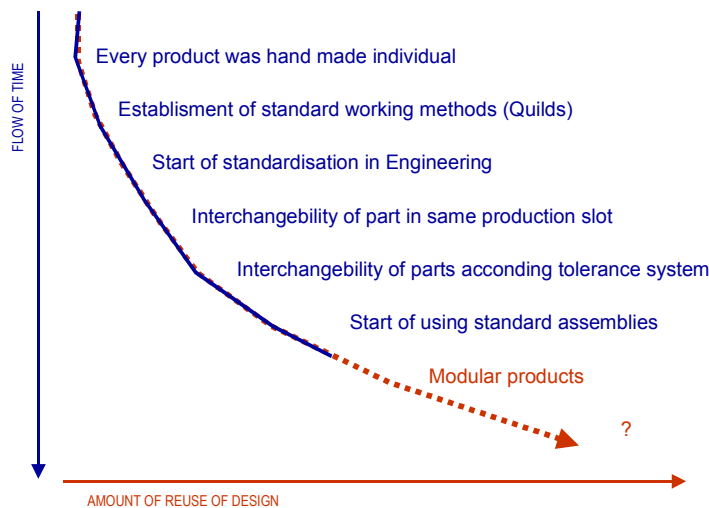 FLOW OF TIME
Every product was hand made individual
Establisment of standard working methods (Quilds)
Start of standardisation in Engineering
Interchangebility of part in same production slot
Interchangebility of parts acconding tolerance system
Start of using standard assemblies
Modular products
?
AMOUNT OF REUSE OF DESIGN